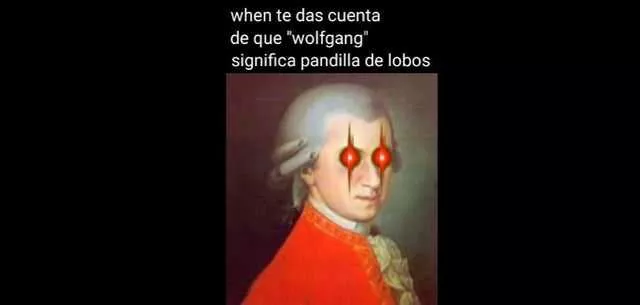 when te das cuenta
de que "wolfgang"
significa pandilla de lobos